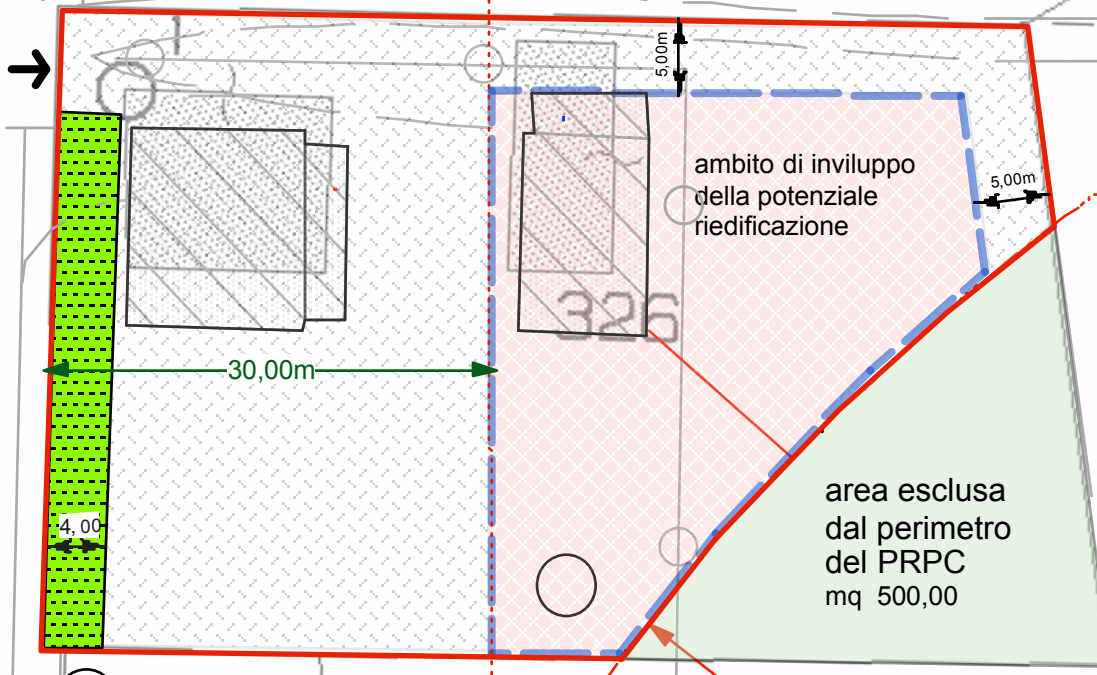 5,00m
ambito di inviluppo
della potenziale
riedificazione
5,00m
326
30,00m
4,00
area esclusa
dal perimetro
del PRPC
mq 500,00